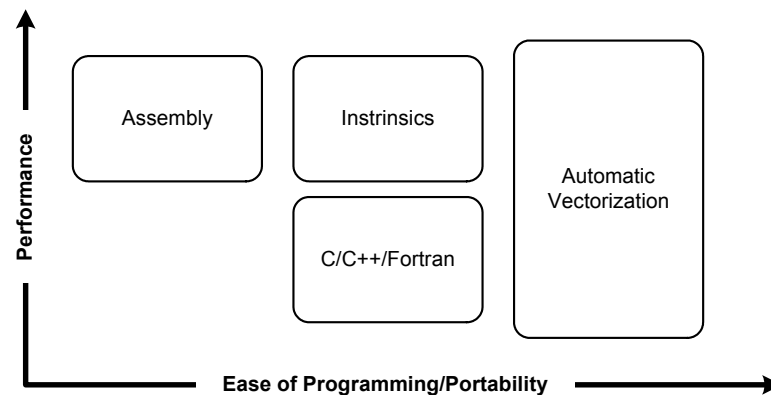 Assembly
Instrinsics
Automatic
Vectorization
C/C++/Fortran
Performance
Ease of Programming/Portability